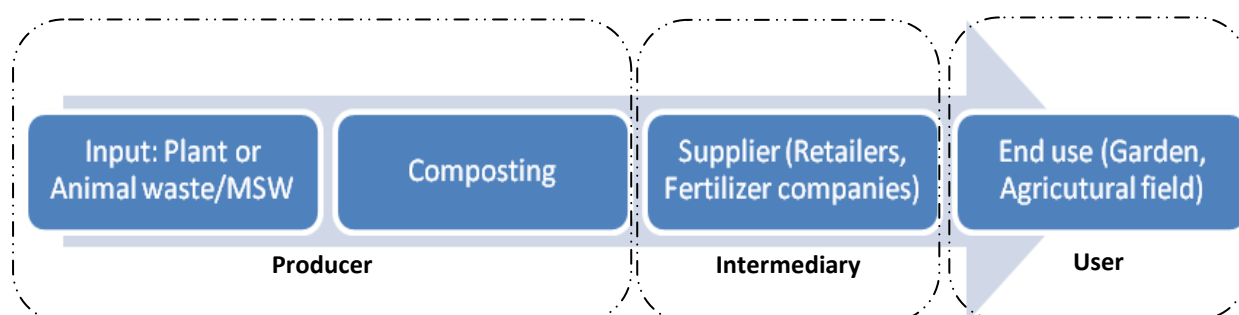 Input: Plant or
Animal waste/MSW
Composting
Supplier (Retailers,
Fertilizer companies)
End use (Garden,
Agricutural field)
Producer
Intermediary
User